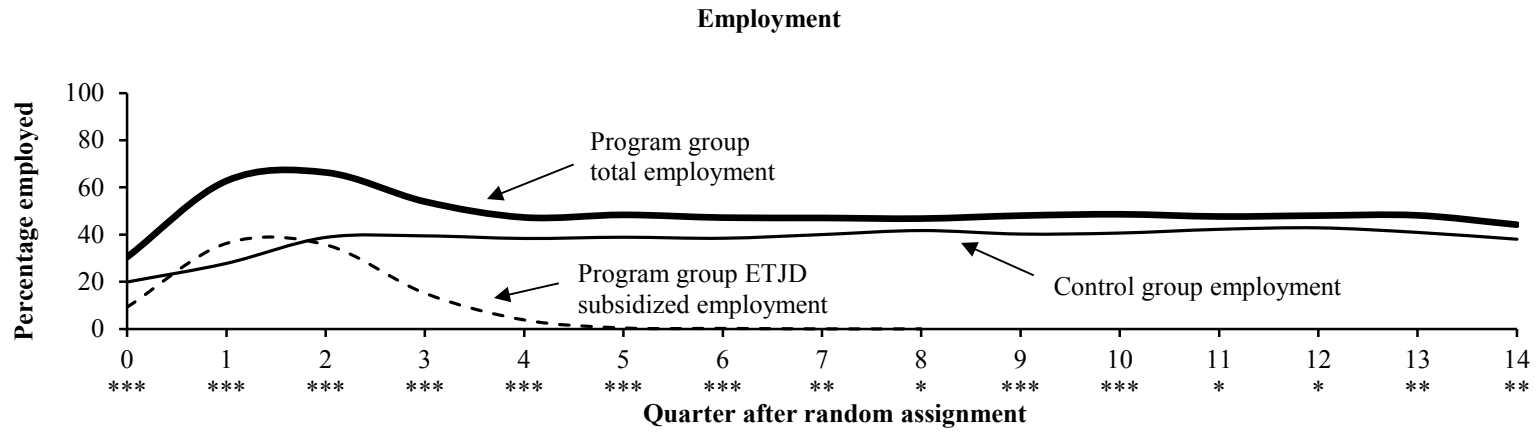 Employment
Percentage employed
100
80
60
40
20
0
Program group
total employment
Program group ETJD
subsidized employment
Control group employment
0 1 2 3 4 5 6 7 8 9 10 11 12 13 14
*** *** *** *** *** *** *** ** * *** *** * * ** **
Quarter after random assignment